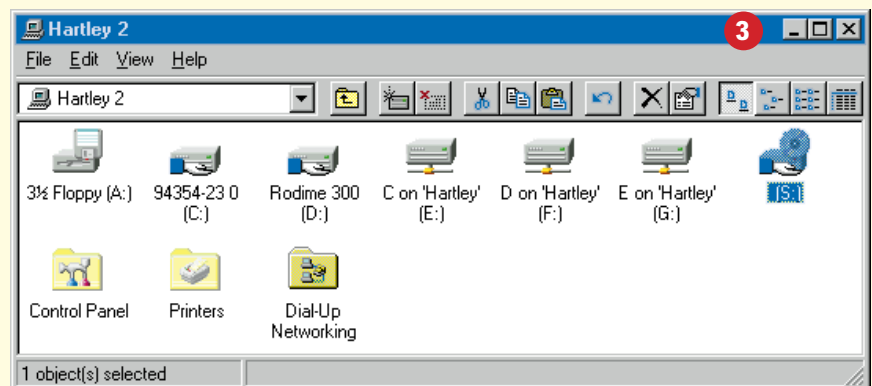 Hartley 2
3
File Edit View Help
Hartley 2
3½ Floppy (A:) 94354-23 0 Rodime 300 C on 'Hartley' D on 'Hartley' E on 'Hartley' (S:)
(C:) (D:) (E:) (F:) (G:)
Control Panel Printers Dial-Up
Networking
1 object(s) selected